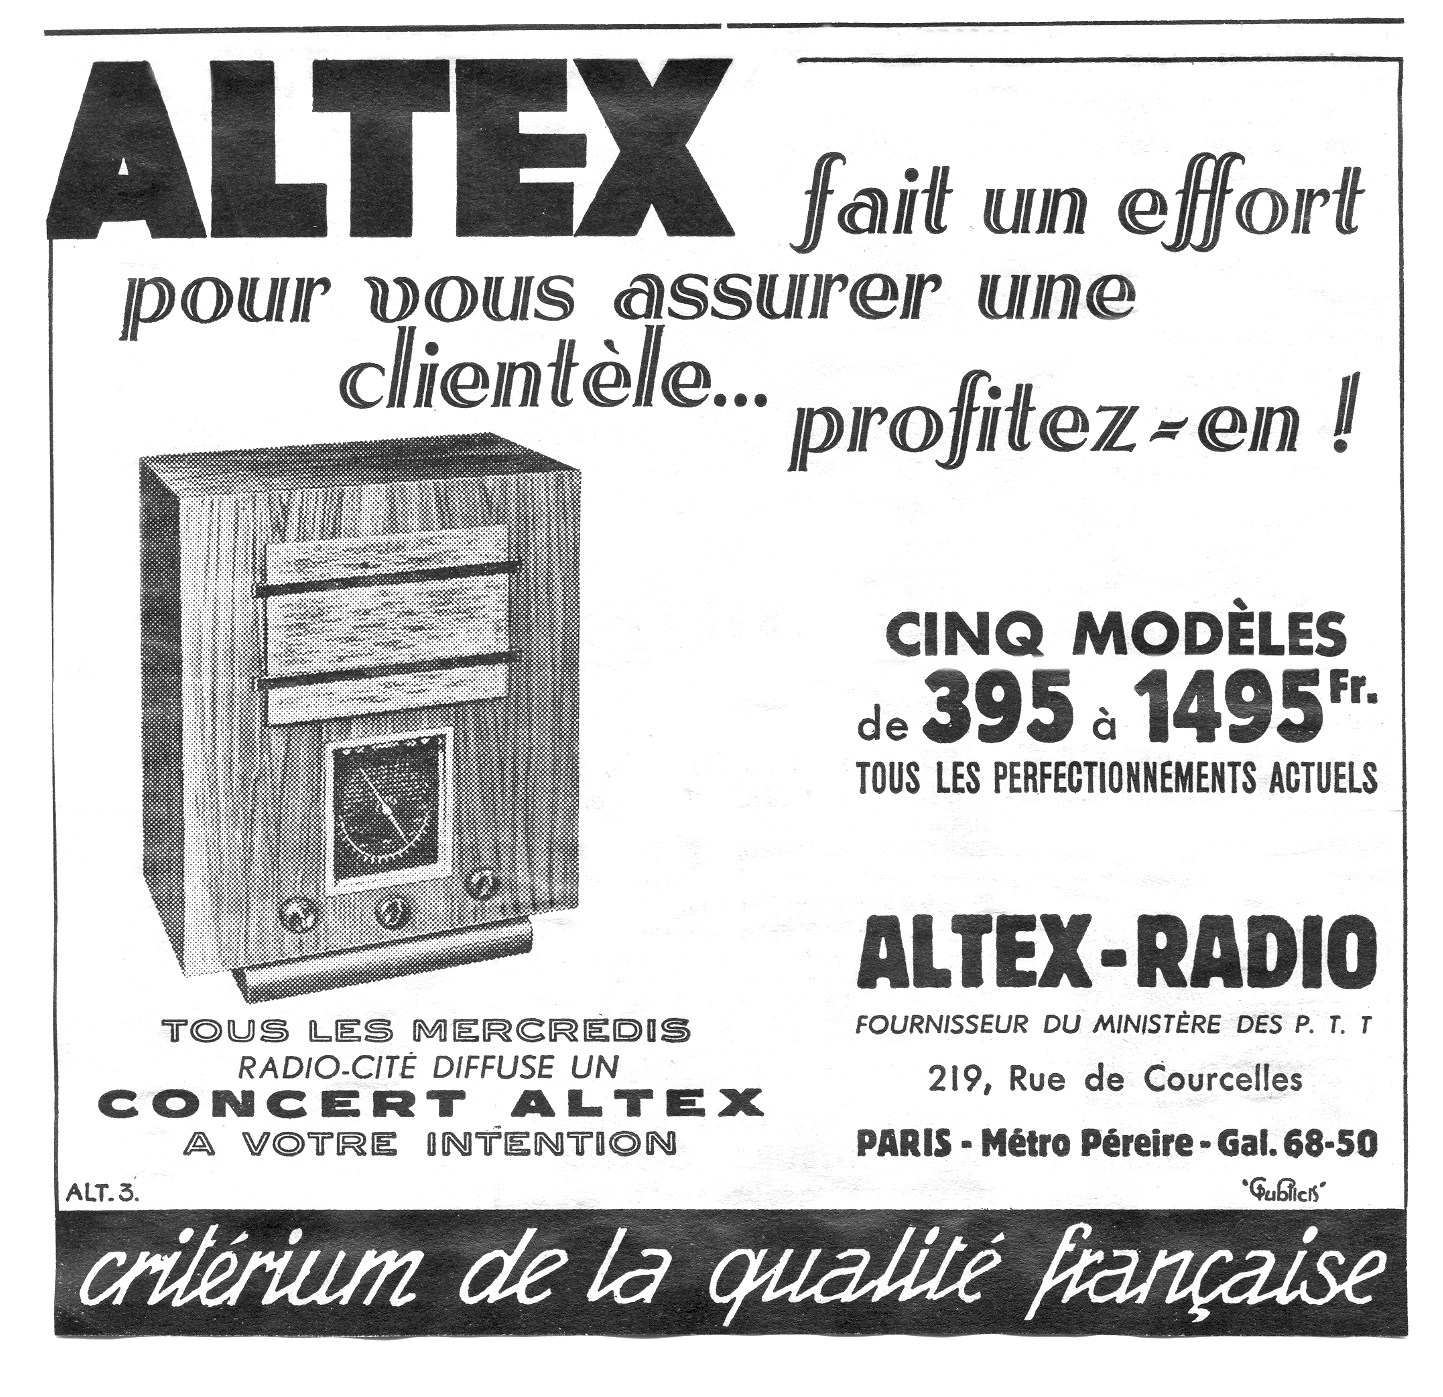 ALTEX fait un effort
pour vous assurer une
clientèle...
profitez-en !
CINQ MODÈLES
de 395 à 1495 Fr.
TOUS LES PERFECTIONNEMENTS ACTUELS
ALTEX-RADIO
FOURNISSEUR DU MINISTÈRE DES P. T. T
219, Rue de Courcelles
PARIS - Métro Péreire - Gal. 68-50
TOUS LES MERCREDIS
RADIO-CITÉ DIFFUSE UN
CONCERT ALTEX
A VOTRE INTENTION
ALT. 3.
"Publicis"
critérium de la qualité française